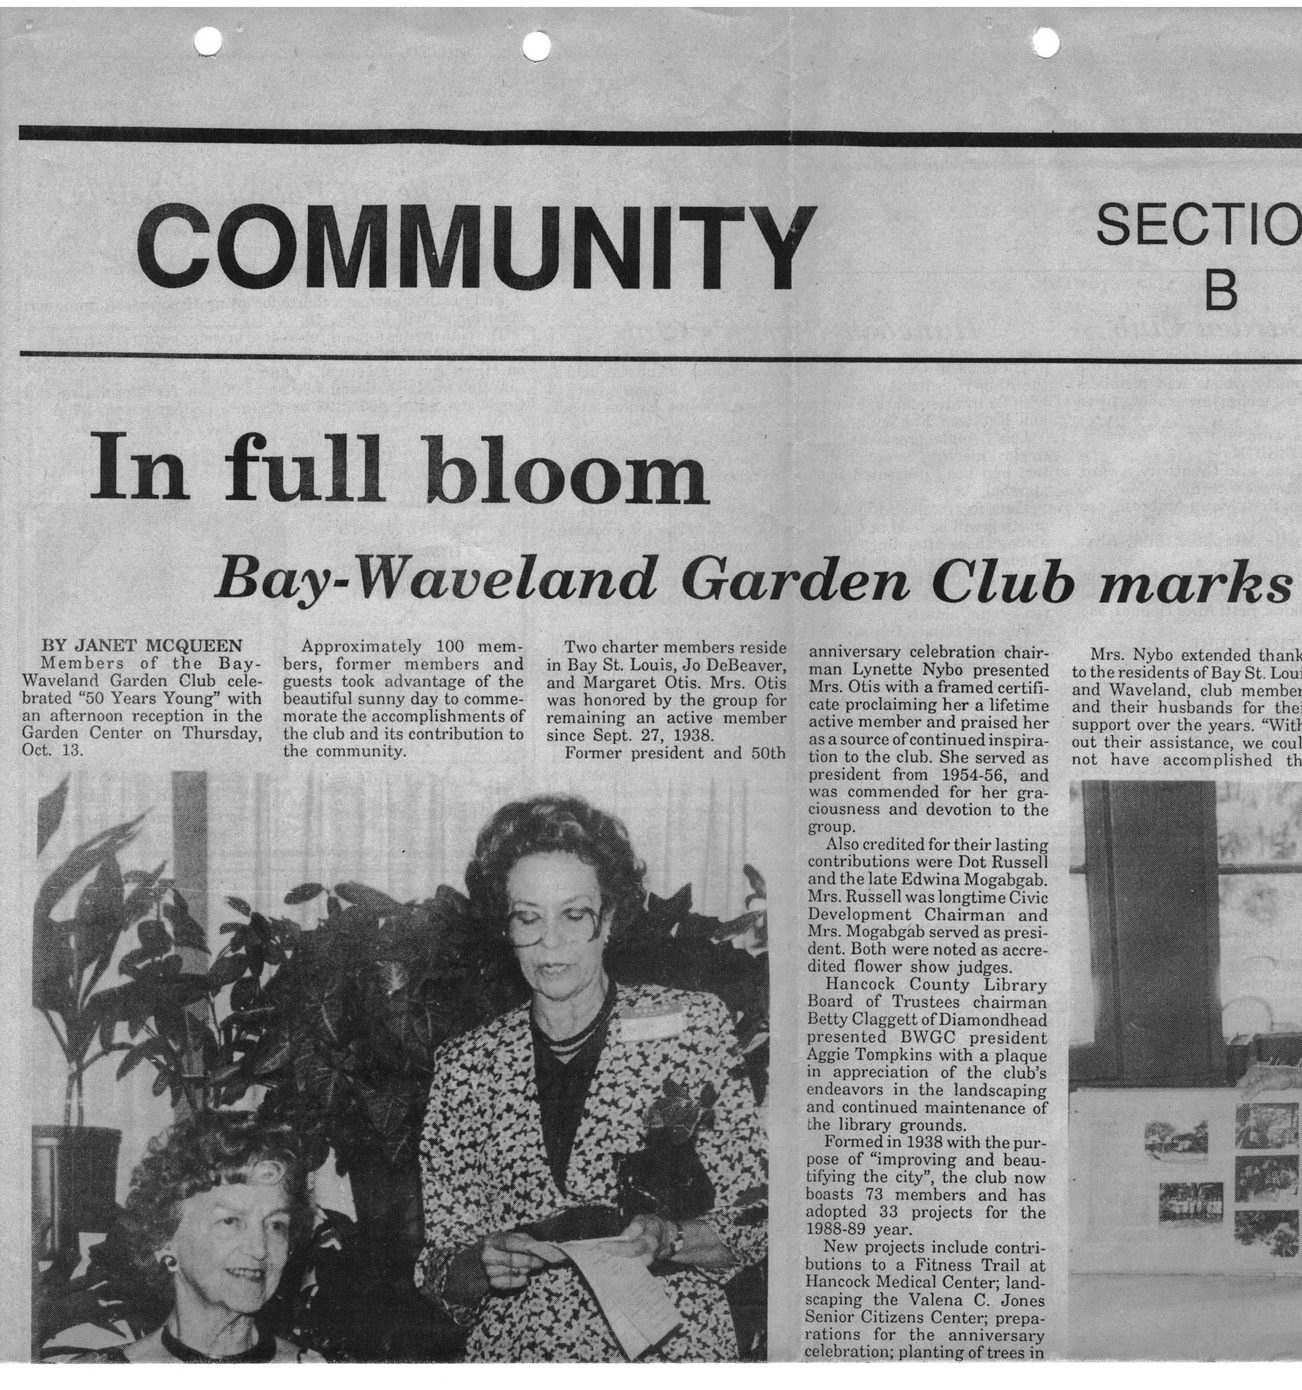 COMMUNITY
SECTIO
B
In full bloom
Bay-Waveland Garden Club marks
BY JANET MCQUEEN
Members of the Bay-
Waveland Garden Club cele-
brated “50 Years Young” with
an afternoon reception in the
Garden Center on Thursday,
Oct. 13.
Approximately 100 mem-
bers, former members and
guests took advantage of the
beautiful sunny day to comme-
morate the accomplishments of
the club and its contribution to
the community.
Two charter members reside
in Bay St. Louis, Jo DeBeaver,
and Margaret Otis. Mrs. Otis
was honored by the group for
remaining an active member
since Sept. 27, 1938.
Former president and 50th
anniversary celebration chair-
man Lynette Nybo presented
Mrs. Otis with a framed certifi-
cate proclaiming her a lifetime
active member and praised her
as a source of continued inspira-
tion to the club. She served as
president from 1954-56, and
was commended for her gra-
ciousness and devotion to the
group.
Also credited for their lasting
contributions were Dot Russell
and the late Edwina Mogabgab.
Mrs. Russell was longtime Civic
Development Chairman and
Mrs. Mogabgab served as presi-
dent. Both were noted as accre-
dited flower show judges.
Hancock County Library
Board of Trustees chairman
Betty Claggett of Diamondhead
presented BWGC president
Aggie Tompkins with a plaque
in appreciation of the club's
endeavors in the landscaping
and continued maintenance of
the library grounds.
Formed in 1938 with the pur-
pose of “improving and beau-
tifying the city”, the club now
boasts 73 members and has
adopted 33 projects for the
1988-89 year.
New projects include contri-
butions to a Fitness Trail at
Hancock Medical Center; land-
scaping the Valena C. Jones
Senior Citizens Center; prepa-
rations for the anniversary
celebration; planting of trees in
Mrs. Nybo extended thank
to the residents of Bay St. Loui
and Waveland, club member
and their husbands for thei
support over the years. “With
out their assistance, we coul
not have accomplished th